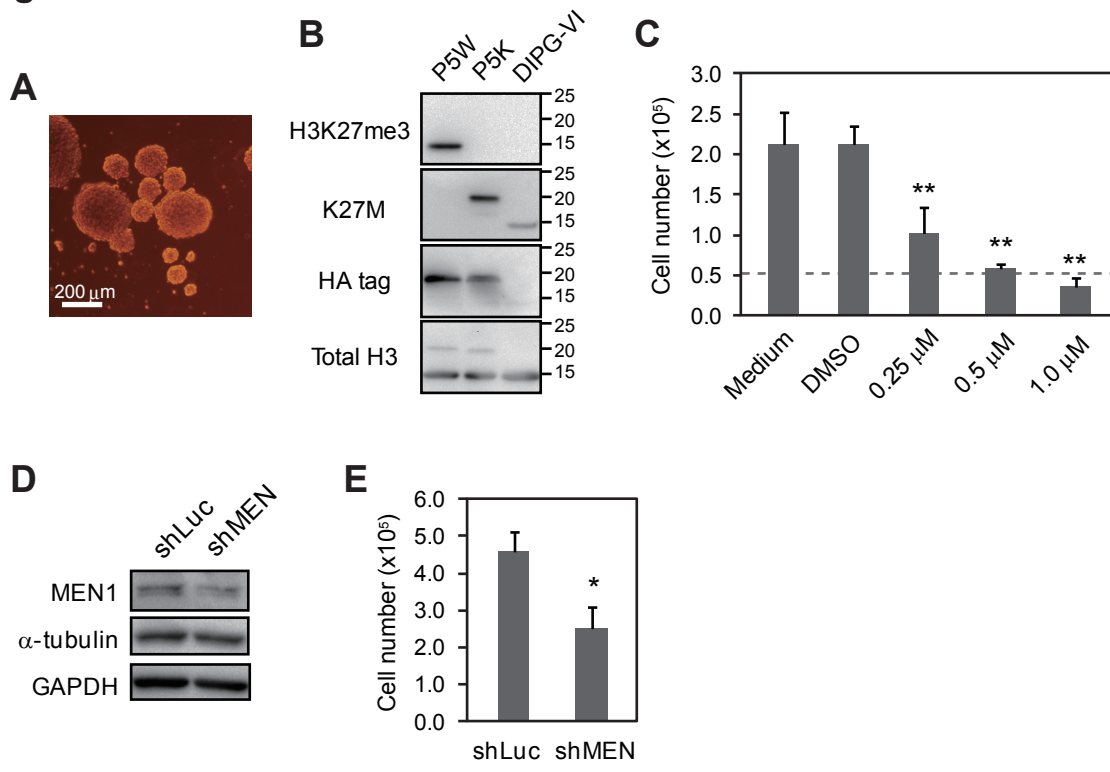 A
200 μm
B
P5W P5K DIPG-VI
H3K27me3
25
20
15
K27M
25
20
15
HA tag
25
20
15
Total H3
25
20
15
C
Cell number (x10⁵)
3.0
2.5
2.0
1.5
1.0
0.5
0.0
**
**
**
Medium DMSO 0.25 μM 0.5 μM 1.0 μM
D
shLuc shMEN
MEN1
α-tubulin
GAPDH
E
Cell number (x10⁵)
6.0
5.0
4.0
3.0
2.0
1.0
0.0
*
shLuc shMEN